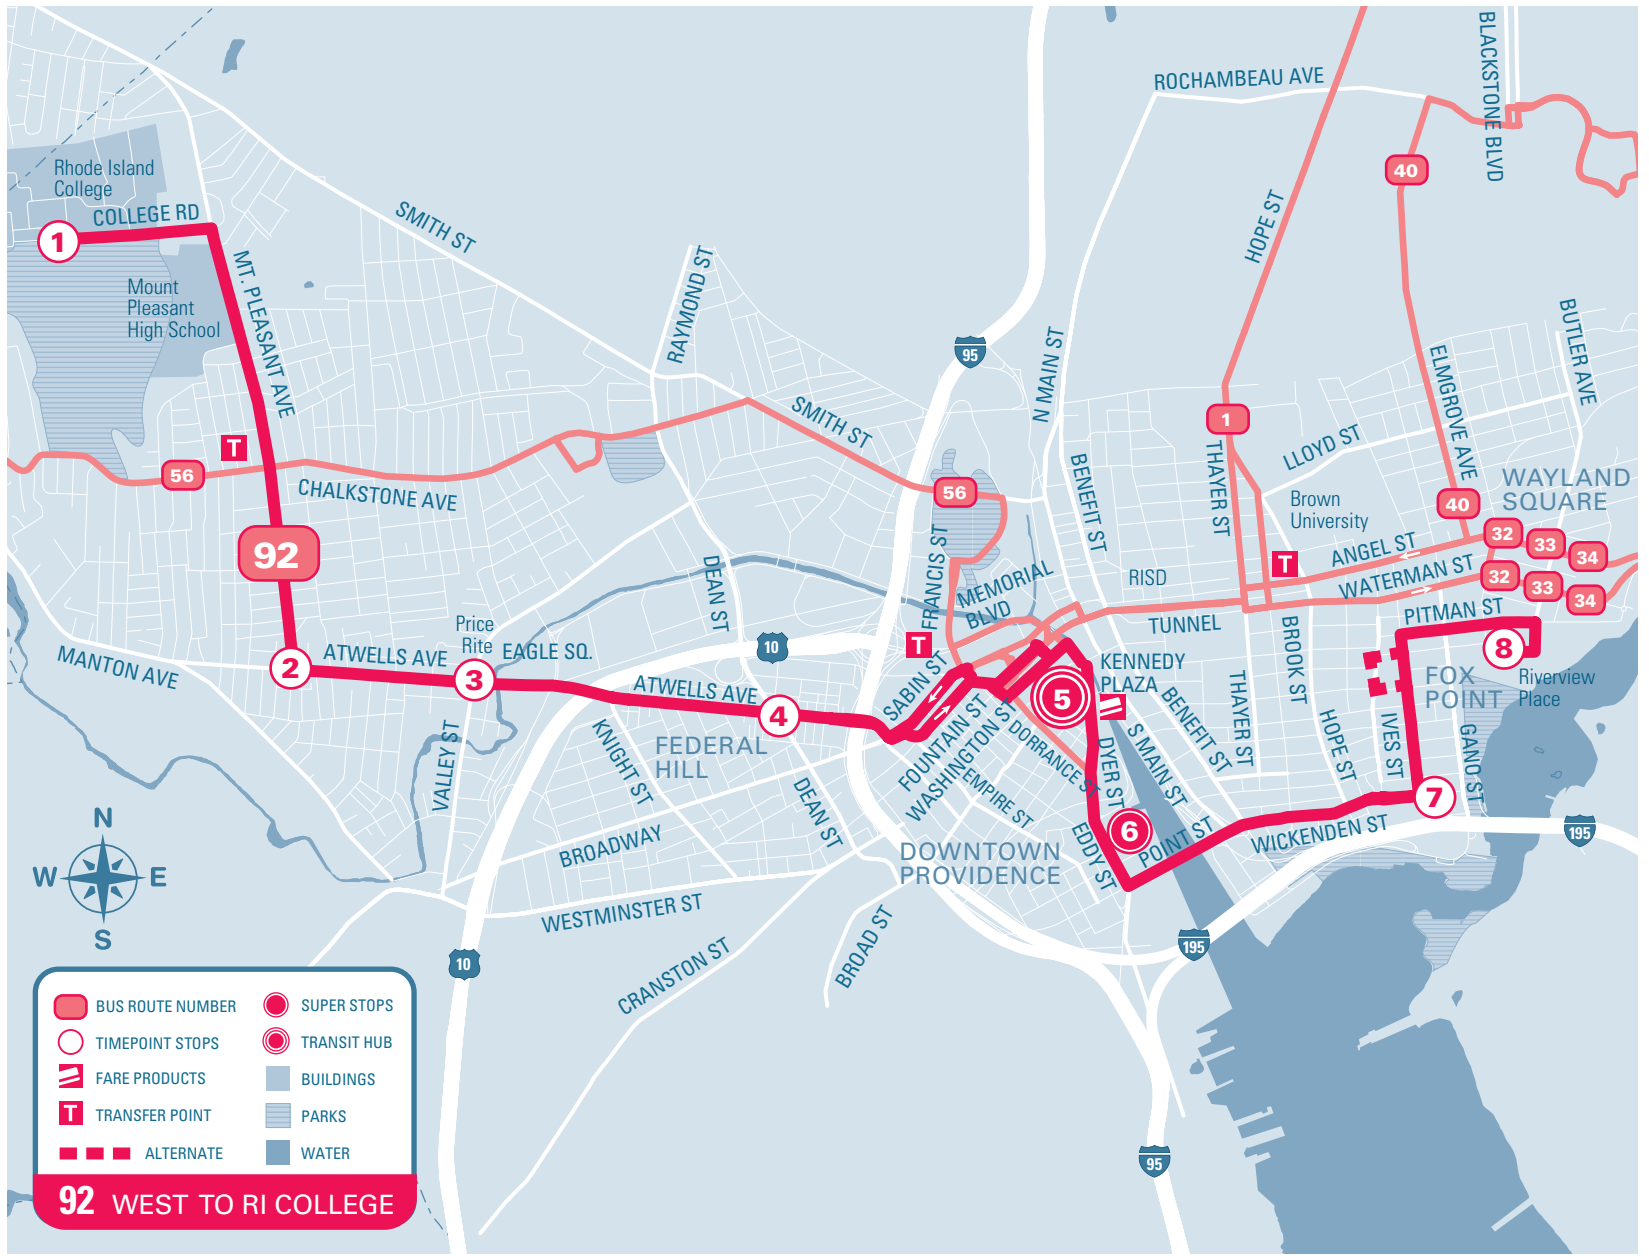 ROCHAMBEAU AVE
BLACKSTONE BLVD
40
Rhode Island
College
COLLEGE RD
1
SMITH ST
HOPE ST
MT. PLEASANT AVE
Mount
Pleasant
High School
RAYMOND ST
95
N MAIN ST
BUTLER AVE
ELMGROVE AVE
SMITH ST
1
LLOYD ST
T
56
CHALKSTONE AVE
56
BENEFIT ST
THAYER ST
Brown
University
WAYLAND
SQUARE
40
92
DEAN ST
FRANCIS ST
MEMORIAL
BLVD
RISD
T
ANGEL ST
WATERMAN ST
32
33
34
32
33
34
PITMAN ST
TUNNEL
Price
Rite
EAGLE SQ.
10
T
MANTON AVE
2
ATWELLS AVE
3
ATWELLS AVE
4
SABIN ST
5
KENNEDY
PLAZA
BROOK ST
8
FOX
POINT
Riverview
Place
FEDERAL
HILL
KNIGHT ST
VALLEY ST
FOUNTAIN ST
WASHINGTON ST
DORRANCE ST
EMPIRE ST
DYER ST
S MAIN ST
BENEFIT ST
THAYER ST
HOPE ST
IVES ST
GANO ST
7
DEAN ST
BROADWAY
DOWNTOWN
PROVIDENCE
EDDY ST
6
POINT ST
WICKENDEN ST
195
N
W
E
S
WESTMINSTER ST
CRANSTON ST
BROAD ST
10
195
95
BUS ROUTE NUMBER
SUPER STOPS
TIMEPOINT STOPS
TRANSIT HUB
FARE PRODUCTS
BUILDINGS
T
TRANSFER POINT
PARKS
ALTERNATE
WATER
92 WEST TO RI COLLEGE